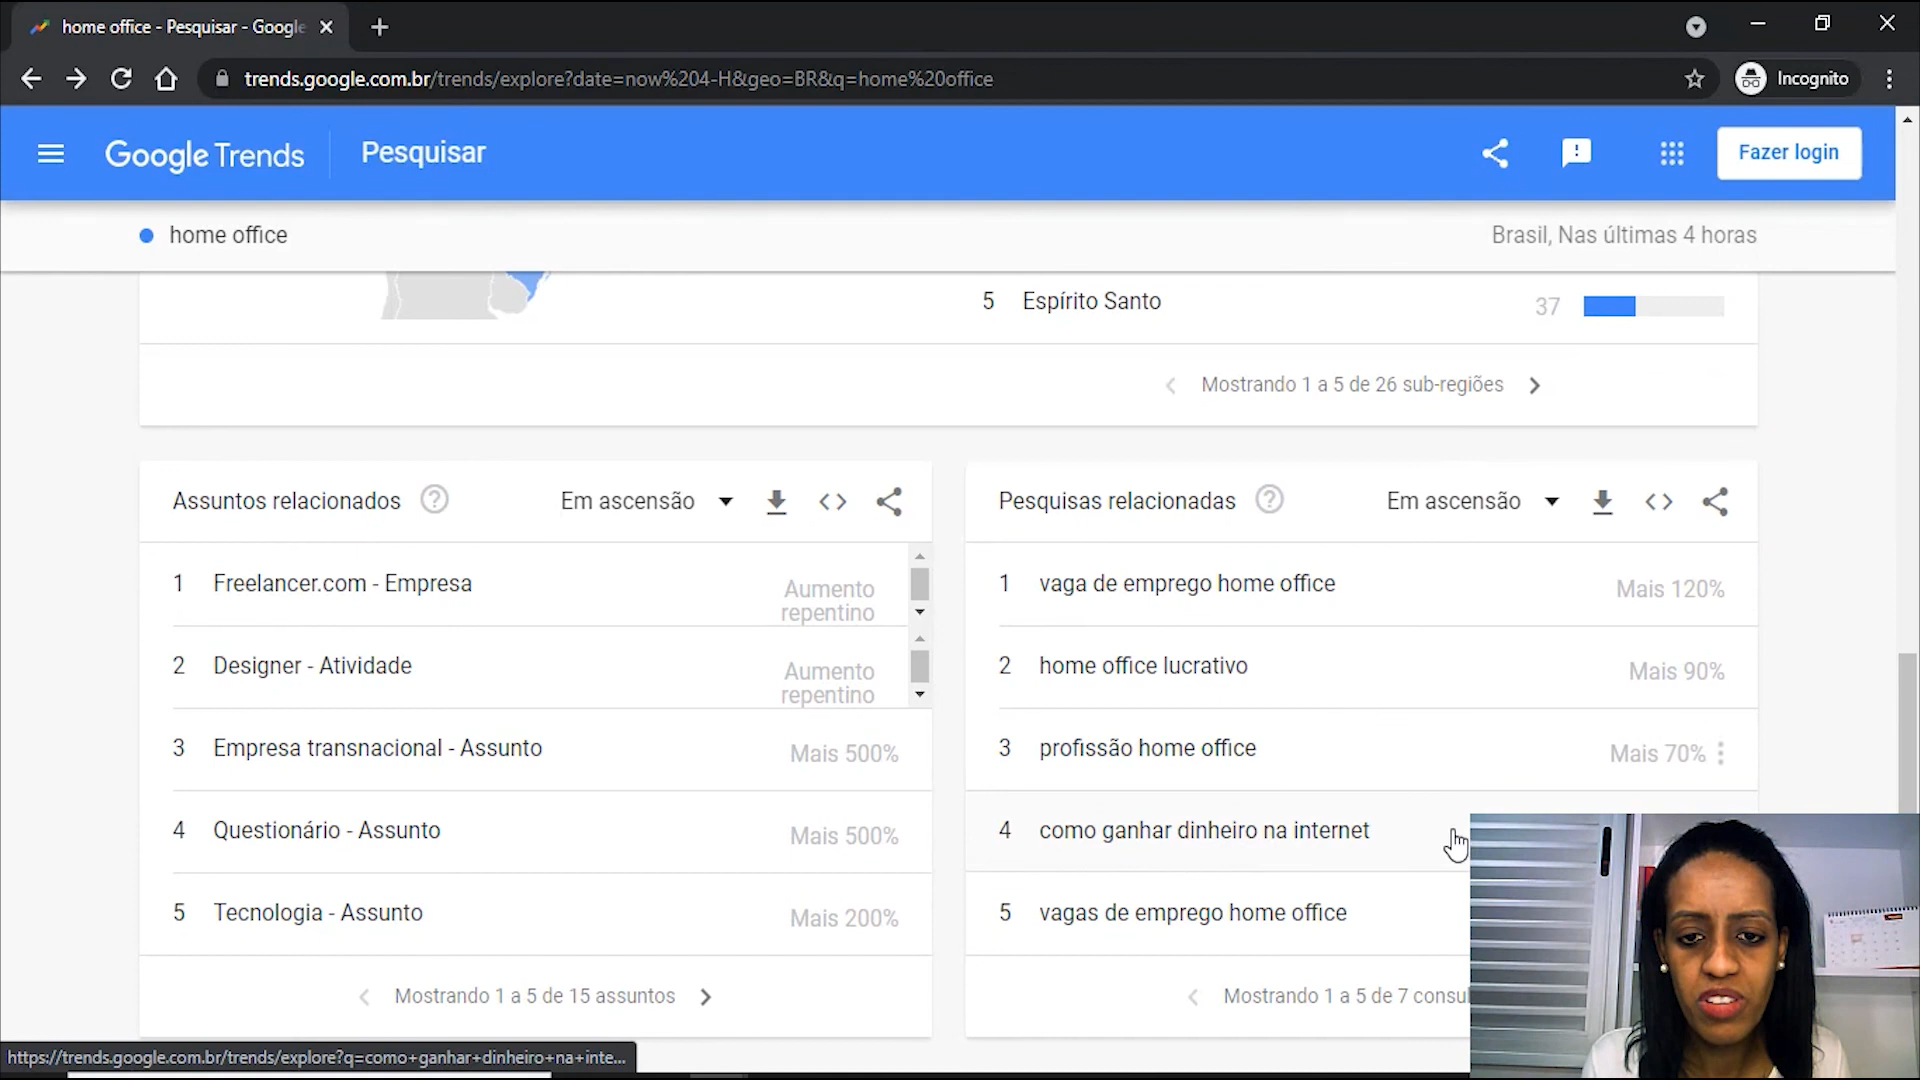 home office - Pesquisar - Google
trends.google.com.br/trends/explore?date=now%204-H&geo=BR&q=home%20office
Incognito
Google Trends
Pesquisar
Fazer login
home office
Brasil, Nas últimas 4 horas
5 Espírito Santo 37
Mostrando 1 a 5 de 26 sub-regiões
Assuntos relacionados
Em ascensão
1 Freelancer.com - Empresa Aumento
repentino
2 Designer - Atividade Aumento
repentino
3 Empresa transnacional - Assunto Mais 500%
4 Questionário - Assunto Mais 500%
5 Tecnologia - Assunto Mais 200%
Mostrando 1 a 5 de 15 assuntos
Pesquisas relacionadas
Em ascensão
1 vaga de emprego home office Mais 120%
2 home office lucrativo Mais 90%
3 profissão home office Mais 70%
4 como ganhar dinheiro na internet
5 vagas de emprego home office
Mostrando 1 a 5 de 7 consul
https://trends.google.com.br/trends/explore?q=como+ganhar+dinheiro+na+inte...